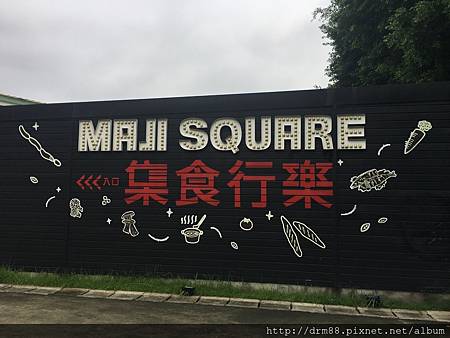 MAJI SQUARE
<<<入口 集食行樂
http://drm88.pixnet.net/album